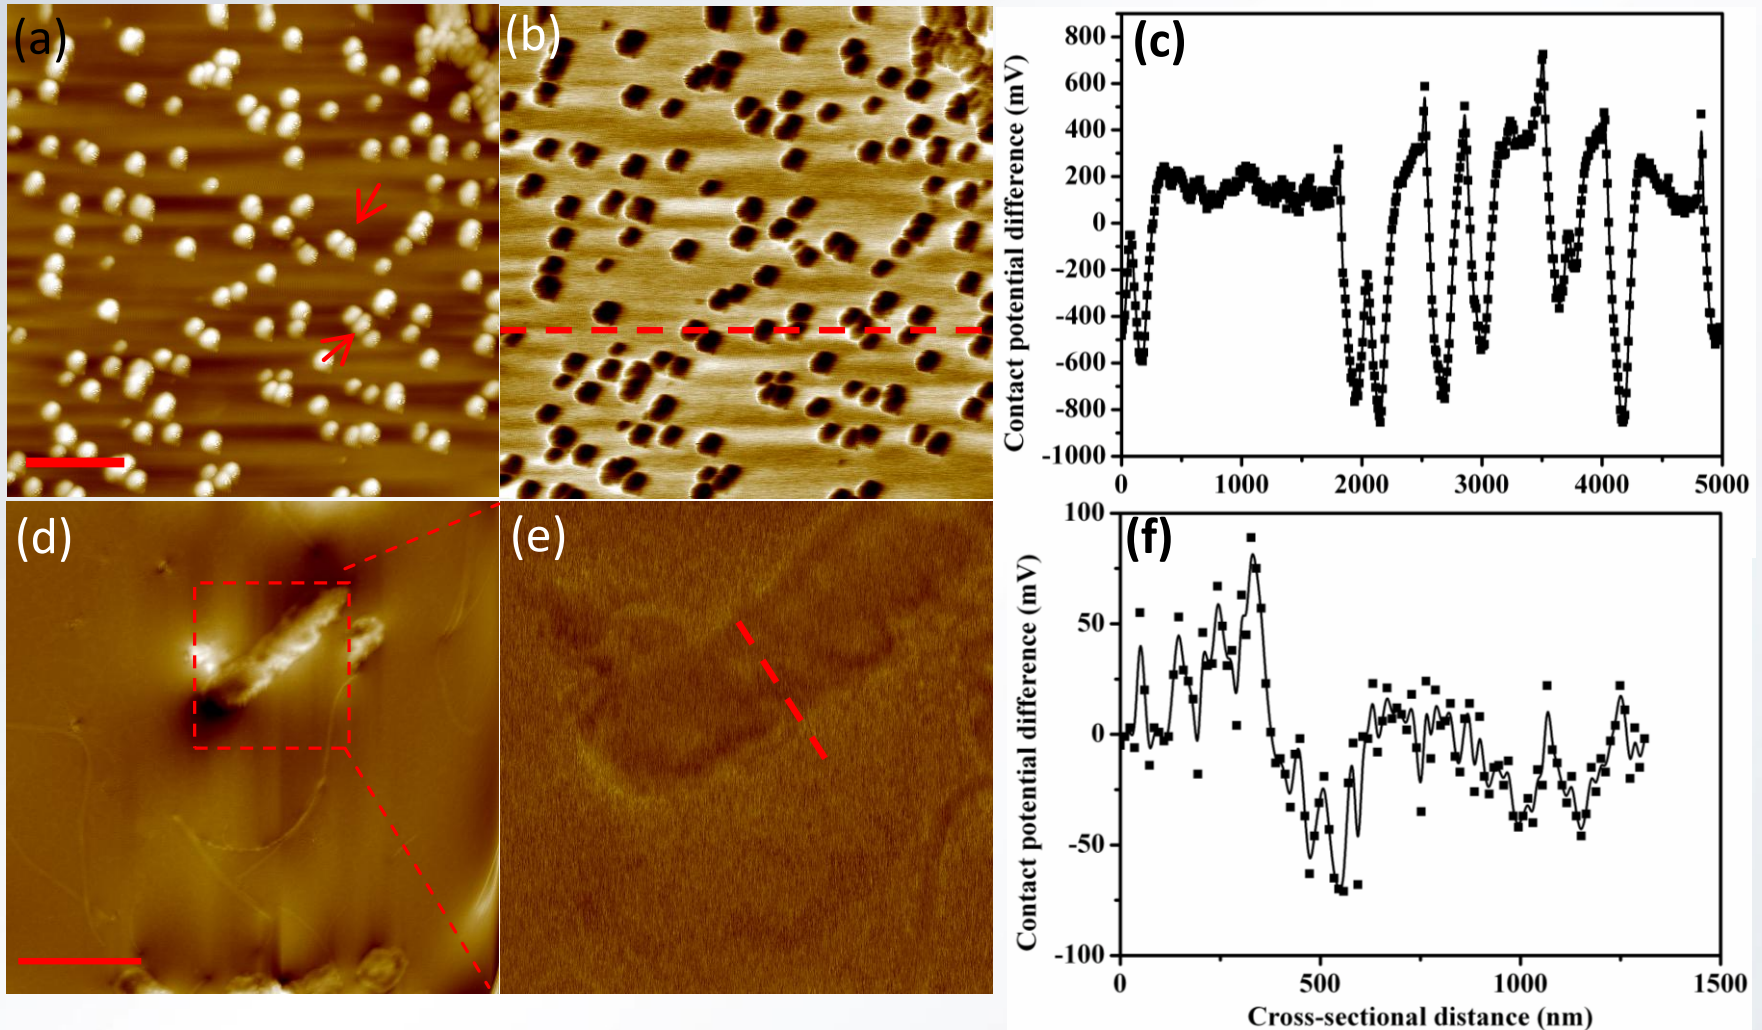 (a)
(b)
(c)
Contact potential difference (mV)
800
600
400
200
0
-200
-400
-600
-800
-1000
0 1000 2000 3000 4000 5000
(d)
(e)
(f)
Contact potential difference (mV)
100
50
0
-50
-100
0 500 1000 1500
Cross-sectional distance (nm)